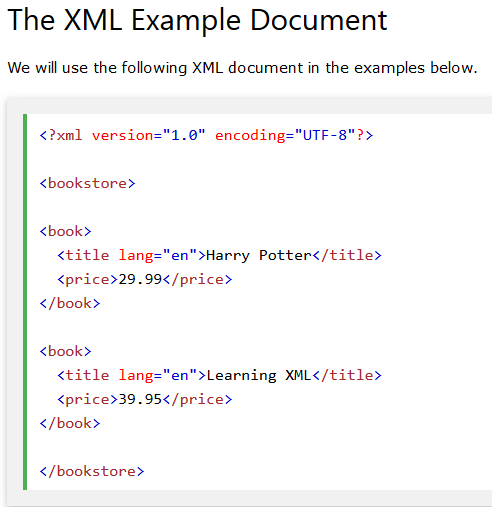 The XML Example Document
We will use the following XML document in the examples below.
<?xml version="1.0" encoding="UTF-8"?>
<bookstore>
<book>
  <title lang="en">Harry Potter</title>
  <price>29.99</price>
</book>
<book>
  <title lang="en">Learning XML</title>
  <price>39.95</price>
</book>
</bookstore>